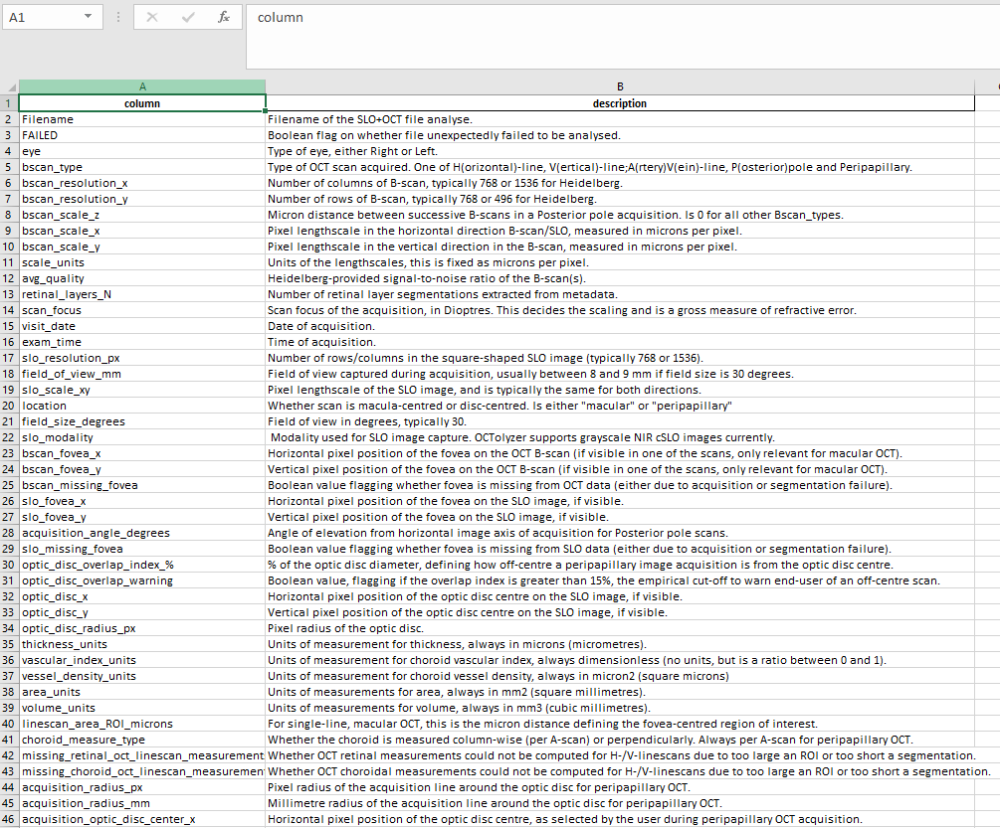 A1 fx column
A B
1 column description
2 Filename Filename of the SLO+OCT file analyse.
3 FAILED Boolean flag on whether file unexpectedly failed to be analysed.
4 eye Type of eye, either Right or Left.
5 bscan_type Type of OCT scan acquired. One of H(orizontal)-line, V(ertical)-line;A(rtery)V(ein)-line, P(osterior)pole and Peripapillary.
6 bscan_resolution_x Number of columns of B-scan, typically 768 or 1536 for Heidelberg.
7 bscan_resolution_y Number of rows of B-scan, typically 768 or 496 for Heidelberg.
8 bscan_scale_z Micron distance between successive B-scans in a Posterior pole acquisition. Is 0 for all other Bscan_types.
9 bscan_scale_x Pixel lengthscale in the horizontal direction B-scan/SLO, measured in microns per pixel.
10 bscan_scale_y Pixel lengthscale in the vertical direction in the B-scan, measured in microns per pixel.
11 scale_units Units of the lengthscales, this is fixed as microns per pixel.
12 avg_quality Heidelberg-provided signal-to-noise ratio of the B-scan(s).
13 retinal_layers_N Number of retinal layer segmentations extracted from metadata.
14 scan_focus Scan focus of the acquisition, in Dioptres. This decides the scaling and is a gross measure of refractive error.
15 visit_date Date of acquisition.
16 exam_time Time of acquisition.
17 slo_resolution_px Number of rows/columns in the square-shaped SLO image (typically 768 or 1536).
18 field_of_view_mm Field of view captured during acquisition, usually between 8 and 9 mm if field size is 30 degrees.
19 slo_scale_xy Pixel lengthscale of the SLO image, and is typically the same for both directions.
20 location Whether scan is macula-centred or disc-centred. Is either "macular" or "peripapillary"
21 field_size_degrees Field of view in degrees, typically 30.
22 slo_modality Modality used for SLO image capture. OCTolyzer supports grayscale NIR cSLO images currently.
23 bscan_fovea_x Horizontal pixel position of the fovea on the OCT B-scan (if visible in one of the scans, only relevant for macular OCT).
24 bscan_fovea_y Vertical pixel position of the fovea on the OCT B-scan (if visible in one of the scans, only relevant for macular OCT).
25 bscan_missing_fovea Boolean value flagging whether fovea is missing from OCT data (either due to acquisition or segmentation failure).
26 slo_fovea_x Horizontal pixel position of the fovea on the SLO image, if visible.
27 slo_fovea_y Vertical pixel position of the fovea on the SLO image, if visible.
28 acquisition_angle_degrees Angle of elevation from horizontal image axis of acquisition for Posterior pole scans.
29 slo_missing_fovea Boolean value flagging whether fovea is missing from SLO data (either due to acquisition or segmentation failure).
30 optic_disc_overlap_index_% % of the optic disc diameter, defining how off-centre a peripapillary image acquisition is from the optic disc centre.
31 optic_disc_overlap_warning Boolean value, flagging if the overlap index is greater than 15%, the empirical cut-off to warn end-user of an off-centre scan.
32 optic_disc_x Horizontal pixel position of the optic disc centre on the SLO image, if visible.
33 optic_disc_y Vertical pixel position of the optic disc centre on the SLO image, if visible.
34 optic_disc_radius_px Pixel radius of the optic disc.
35 thickness_units Units of measurement for thickness, always in microns (micrometres).
36 vascular_index_units Units of measurement for choroid vascular index, always dimensionless (no units, but is a ratio between 0 and 1).
37 vessel_density_units Units of measurement for choroid vessel density, always in micron2 (square microns)
38 area_units Units of measurements for area, always in mm2 (square millimetres).
39 volume_units Units of measurements for volume, always in mm3 (cubic millimetres).
40 linescan_area_ROI_microns For single-line, macular OCT, this is the micron distance defining the fovea-centred region of interest.
41 choroid_measure_type Whether the choroid is measured column-wise (per A-scan) or perpendicularly. Always per A-scan for peripapillary OCT.
42 missing_retinal_oct_linescan_measurement Whether OCT retinal measurements could not be computed for H-/V-linescans due to too large an ROI or too short a segmentation.
43 missing_choroid_oct_linescan_measuremen Whether OCT choroidal measurements could not be computed for H-/V-linescans due to too large an ROI or too short a segmentation.
44 acquisition_radius_px Pixel radius of the acquisition line around the optic disc for peripapillary OCT.
45 acquisition_radius_mm Millimetre radius of the acquisition line around the optic disc for peripapillary OCT.
46 acquisition_optic_disc_center_x Horizontal pixel position of the optic disc centre, as selected by the user during peripapillary OCT acquisition.